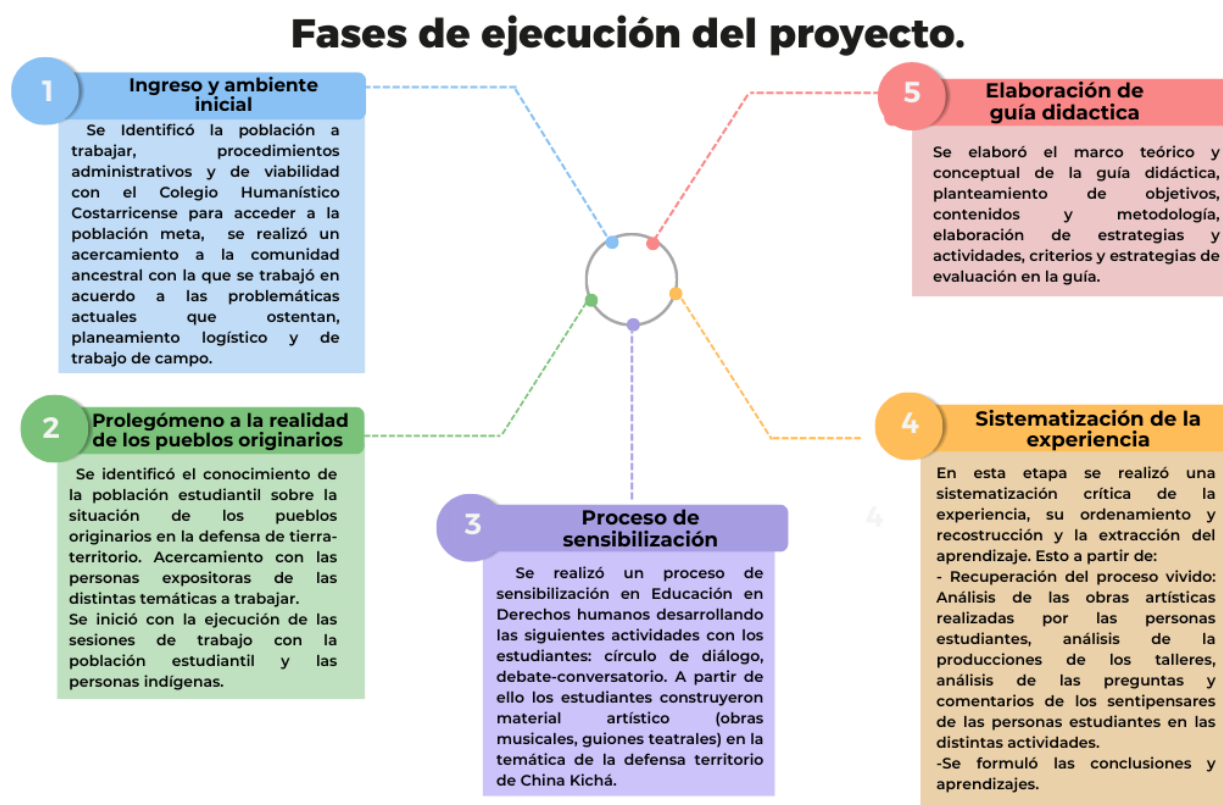 Fases de ejecución del proyecto.
1
Ingreso y ambiente
inicial
Se Identificó la población a
trabajar, procedimientos
administrativos y de viabilidad
con el Colegio Humanístico
Costarricense para acceder a la
población meta, se realizó un
acercamiento a la comunidad
ancestral con la que se trabajó en
acuerdo a las problemáticas
actuales que ostentan,
planeamiento logístico y de
trabajo de campo.
2
Prolegómeno a la realidad
de los pueblos originarios
Se identificó el conocimiento de
la población estudiantil sobre la
situación de los pueblos
originarios en la defensa de tierra-
territorio. Acercamiento con las
personas expositoras de las
distintas temáticas a trabajar.
Se inició con la ejecución de las
sesiones de trabajo con la
población estudiantil y las
personas indígenas.
3
Proceso de
sensibilización
Se realizó un proceso de
sensibilización en Educación en
Derechos humanos desarrollando
las siguientes actividades con los
estudiantes: círculo de diálogo,
debate-conversatorio. A partir de
ello los estudiantes construyeron
material artístico (obras
musicales, guiones teatrales) en la
temática de la defensa territorio
de China Kichá.
4
4
Sistematización de la
experiencia
En esta etapa se realizó una
sistematización crítica de la
experiencia, su ordenamiento y
recostrucción y la extracción del
aprendizaje. Esto a partir de:
- Recuperación del proceso vivido:
Análisis de las obras artísticas
realizadas por las personas
estudiantes, análisis de la
producciones de los talleres,
análisis de las preguntas y
comentarios de los sentipensares
de las personas estudiantes en las
distintas actividades.
-Se formuló las conclusiones y
aprendizajes.
5
Elaboración de
guía didactica
Se elaboró el marco teórico y
conceptual de la guía didáctica,
planteamiento de objetivos,
contenidos y metodología,
elaboración de estrategias y
actividades, criterios y estrategias de
evaluación en la guía.